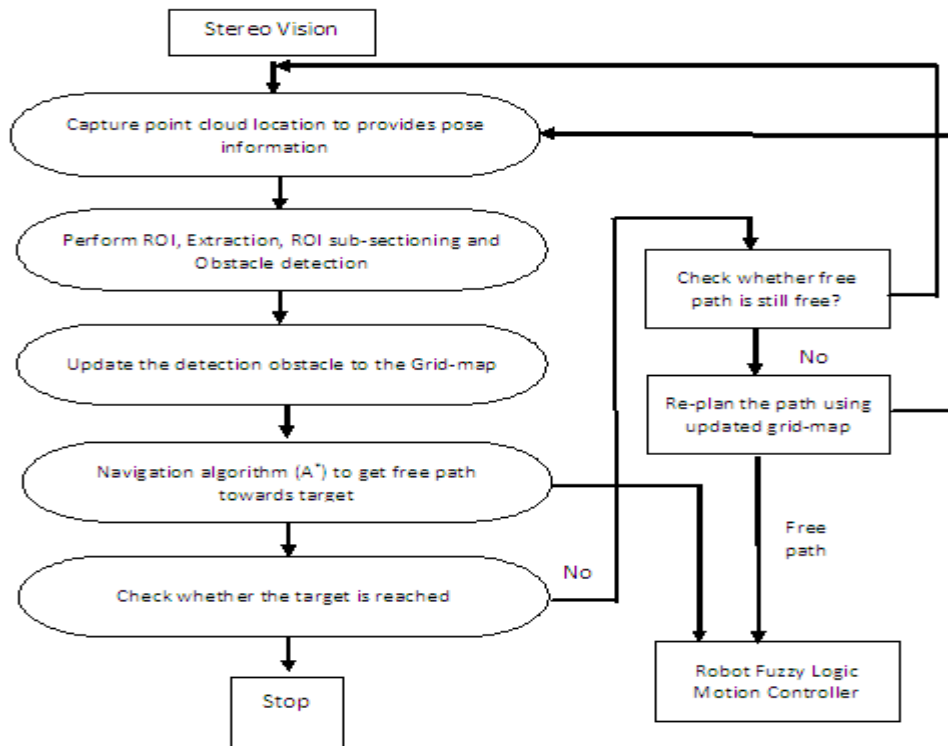 Stereo Vision
Capture point cloud location to provides pose
information
Perform ROI, Extraction, ROI sub-sectioning and
Obstacle detection
Update the detection obstacle to the Grid-map
Navigation algorithm (A*) to get free path
towards target
Check whether the target is reached
Stop
No
Check whether free
path is still free?
No
Re-plan the path using
updated grid-map
Free
path
Robot Fuzzy Logic
Motion Controller